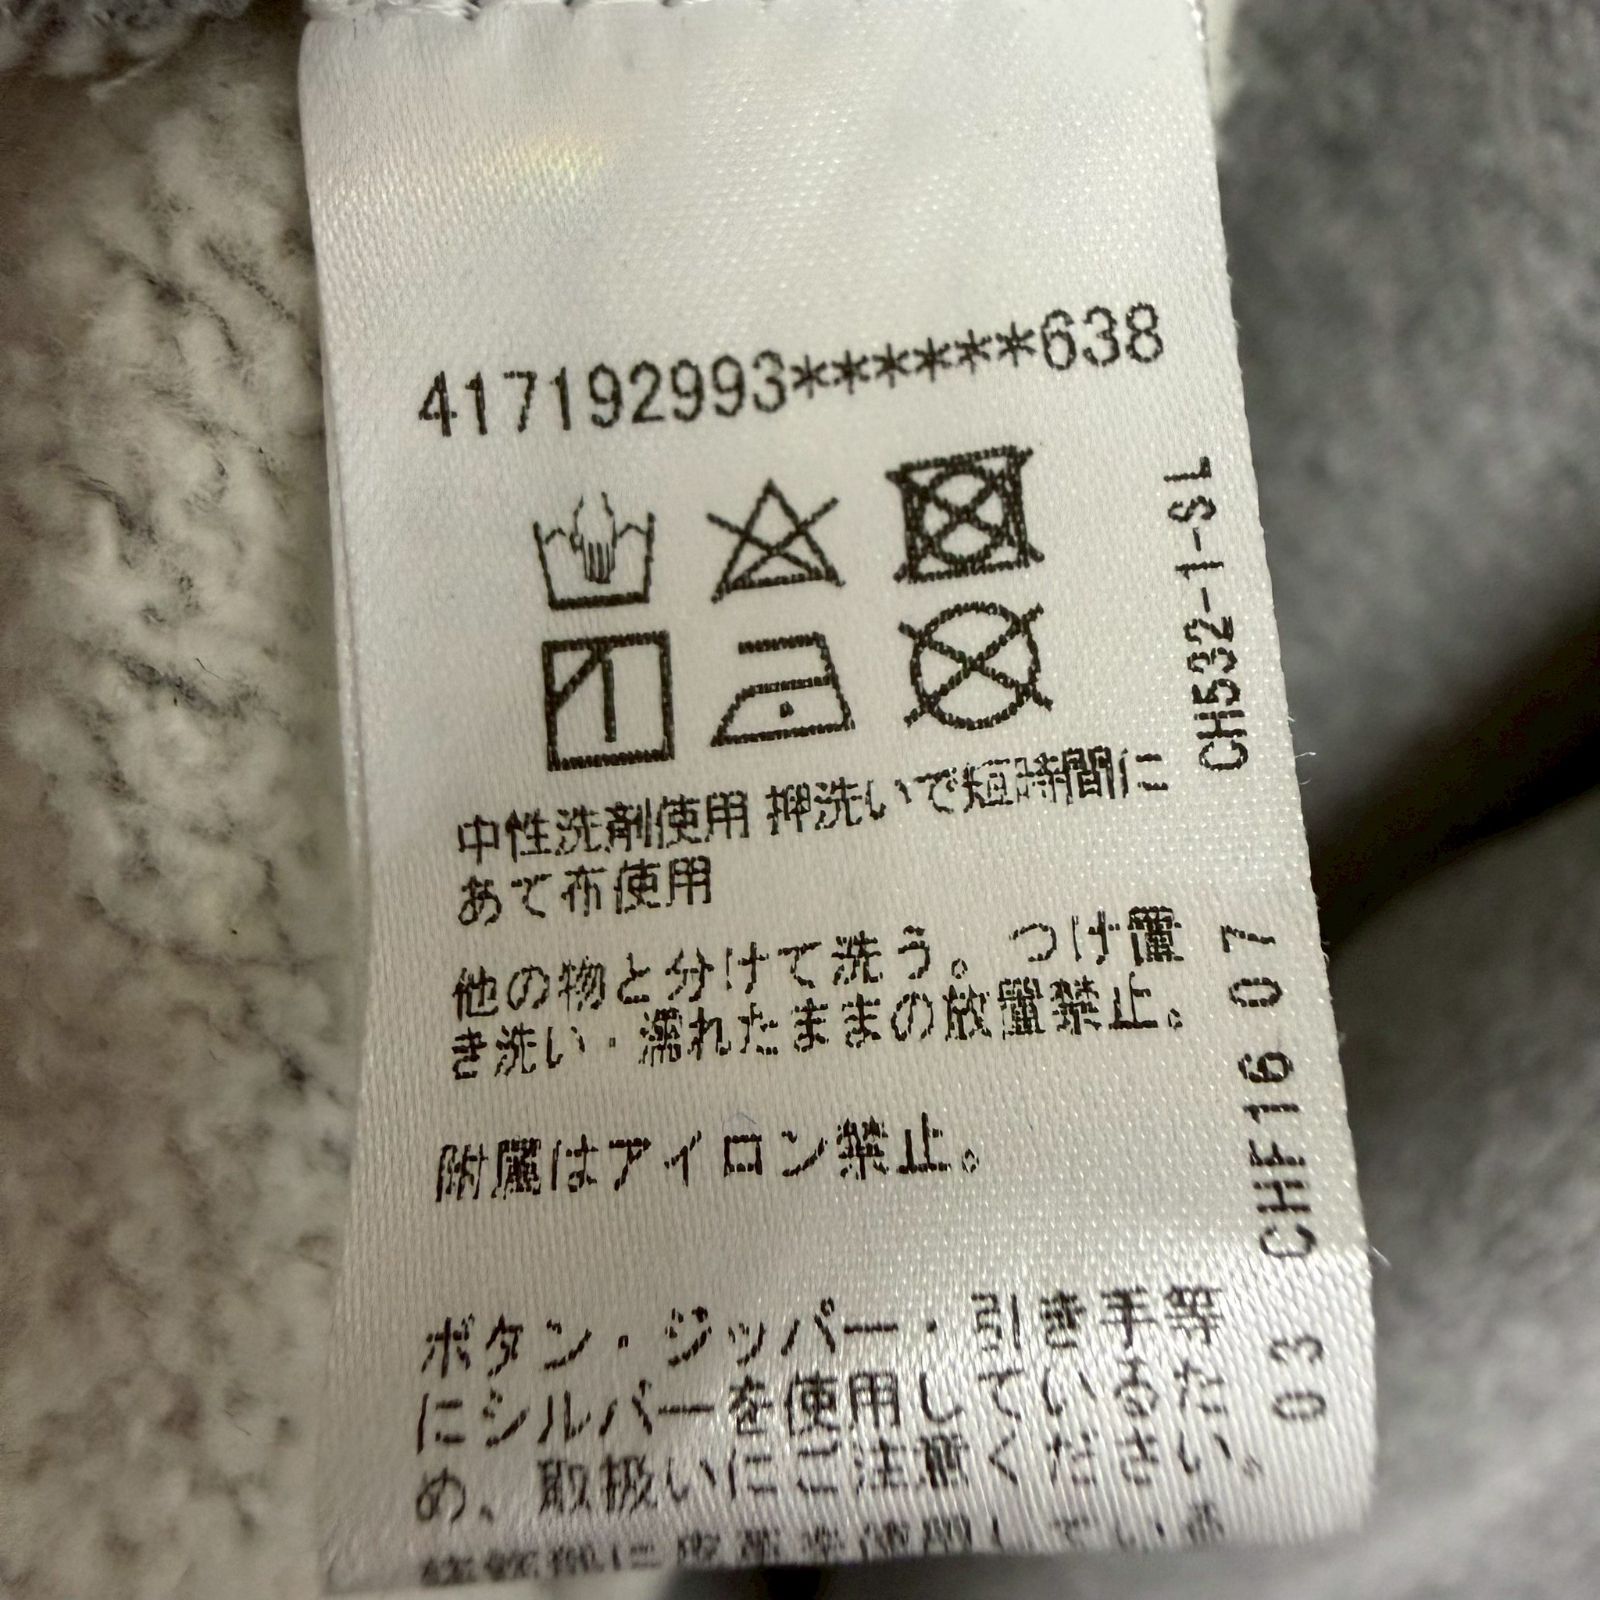 417192993******638
中性洗剤使用 押洗いで短時間に
あて布使用
他の物と分けて洗う。つけ置
き洗い・濡れたままの放置禁止。
附属はアイロン禁止。
ボタン・ジッパー・引き手等
にシルバーを使用しているた
め、取扱いにご注意ください。
CH532-1-SL
03 CHF116 07